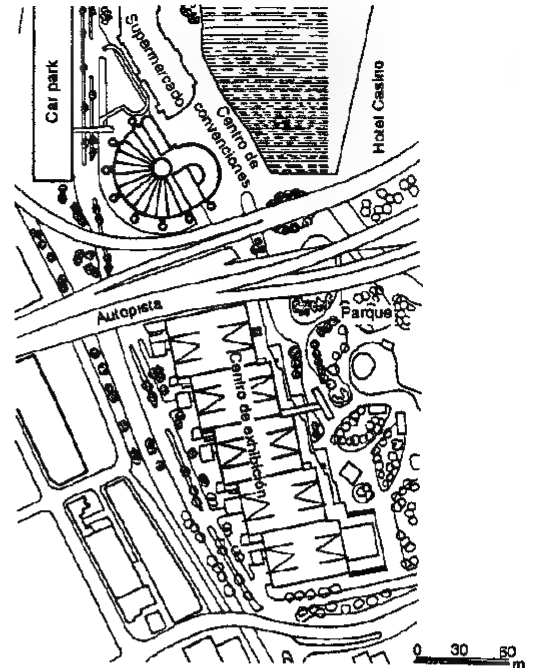 Car park
Supermercado
Centro de
convenciones
Hotel Casino
Autopista
Parque
Centro de exhibición
0 30 60
m